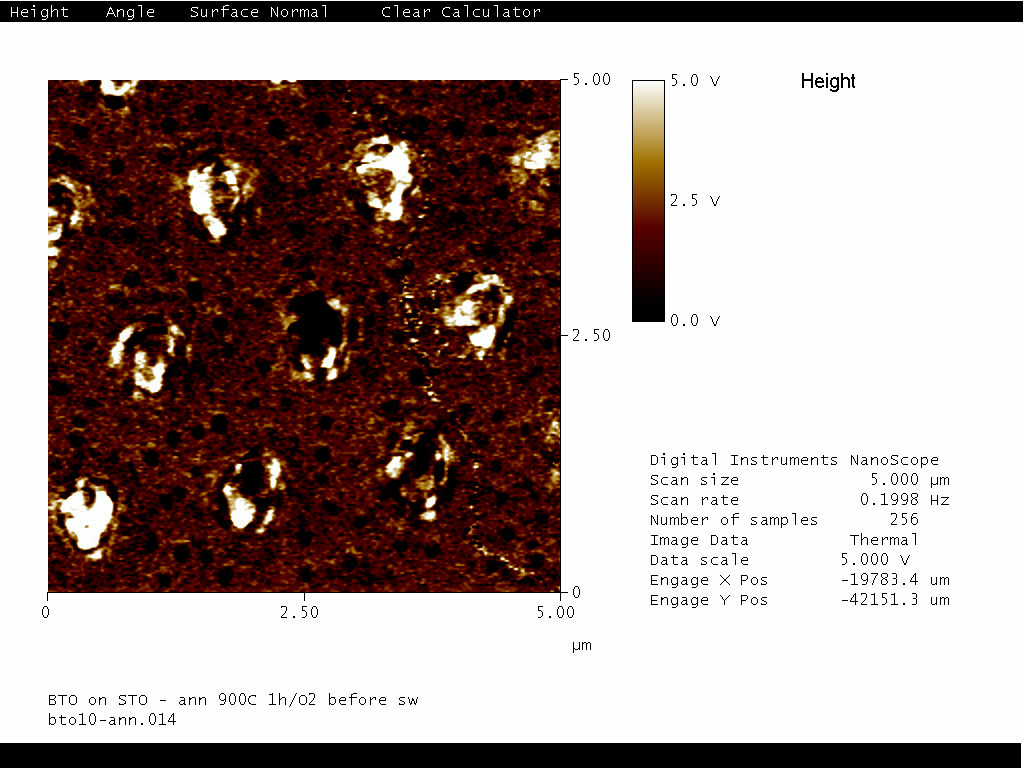 Height Angle Surface Normal Clear Calculator
5.00
5.0 V
Height
2.5 V
0.0 V
2.50
Digital Instruments NanoScope
Scan size 5.000 µm
Scan rate 0.1998 Hz
Number of samples 256
Image Data Thermal
Data scale 5.000 V
Engage X Pos -19783.4 um
Engage Y Pos -42151.3 um
0
0 2.50 5.00
µm
BTO on STO - ann 900C 1h/O2 before sw
bto10-ann.014